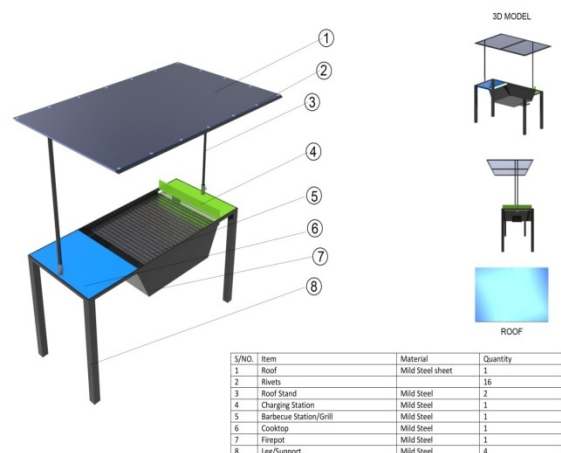 3D MODEL
1
2
3
4
5
6
7
8
ROOF
S/NO. Item Material Quantity
1 Roof Mild Steel sheet 1
2 Rivets 16
3 Roof Stand Mild Steel 2
4 Charging Station Mild Steel 1
5 Barbecue Station/Grill Mild Steel 1
6 Cooktop Mild Steel 1
7 Firepot Mild Steel 1
8 Leg/Support Mild Steel 4